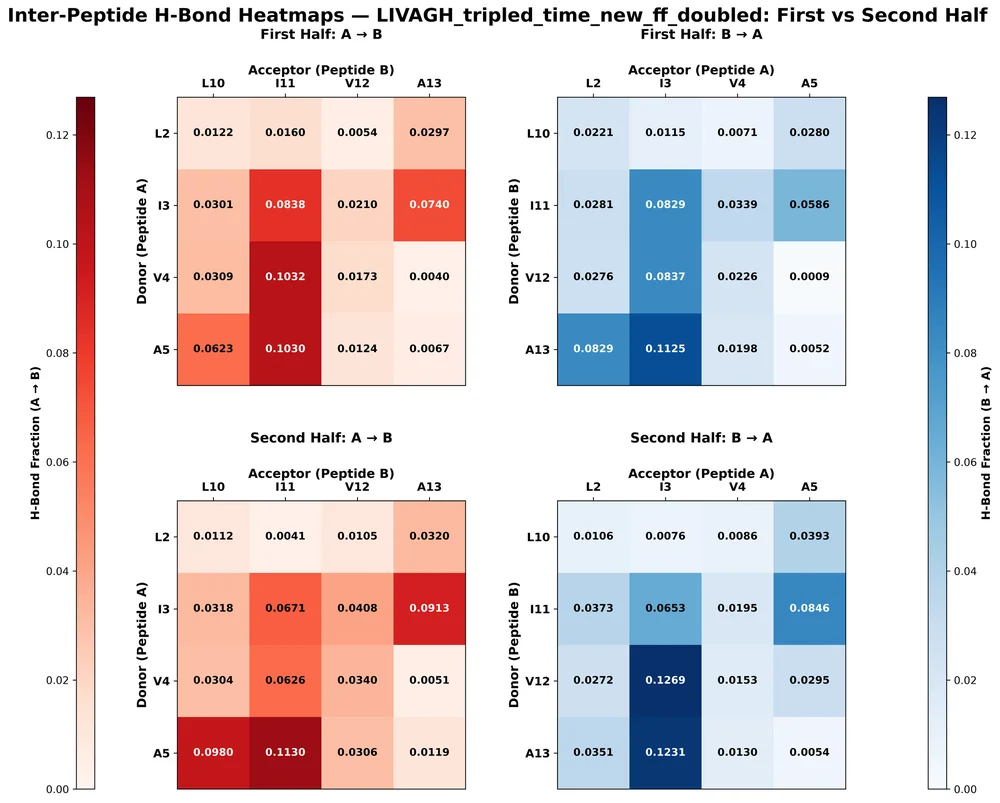 Inter-Peptide H-Bond Heatmaps — LIVAGH_tripled_time_new_ff_doubled: First vs Second Half
First Half: A → B
Acceptor (Peptide B)
L10 I11 V12 A13
Donor (Peptide A)
L2 0.0122 0.0160 0.0054 0.0297
I3 0.0301 0.0838 0.0210 0.0740
V4 0.0309 0.1032 0.0173 0.0040
A5 0.0623 0.1030 0.0124 0.0067
First Half: B → A
Acceptor (Peptide A)
L2 I3 V4 A5
Donor (Peptide B)
L10 0.0221 0.0115 0.0071 0.0280
I11 0.0281 0.0829 0.0339 0.0586
V12 0.0276 0.0837 0.0226 0.0009
A13 0.0829 0.1125 0.0198 0.0052
Second Half: A → B
Acceptor (Peptide B)
L10 I11 V12 A13
Donor (Peptide A)
L2 0.0112 0.0041 0.0105 0.0320
I3 0.0318 0.0671 0.0408 0.0913
V4 0.0304 0.0626 0.0340 0.0051
A5 0.0980 0.1130 0.0306 0.0119
Second Half: B → A
Acceptor (Peptide A)
L2 I3 V4 A5
Donor (Peptide B)
L10 0.0106 0.0076 0.0086 0.0393
I11 0.0373 0.0653 0.0195 0.0846
V12 0.0272 0.1269 0.0153 0.0295
A13 0.0351 0.1231 0.0130 0.0054
H-Bond Fraction (A → B)
0.12
0.10
0.08
0.06
0.04
0.02
0.00
H-Bond Fraction (B → A)
0.12
0.10
0.08
0.06
0.04
0.02
0.00